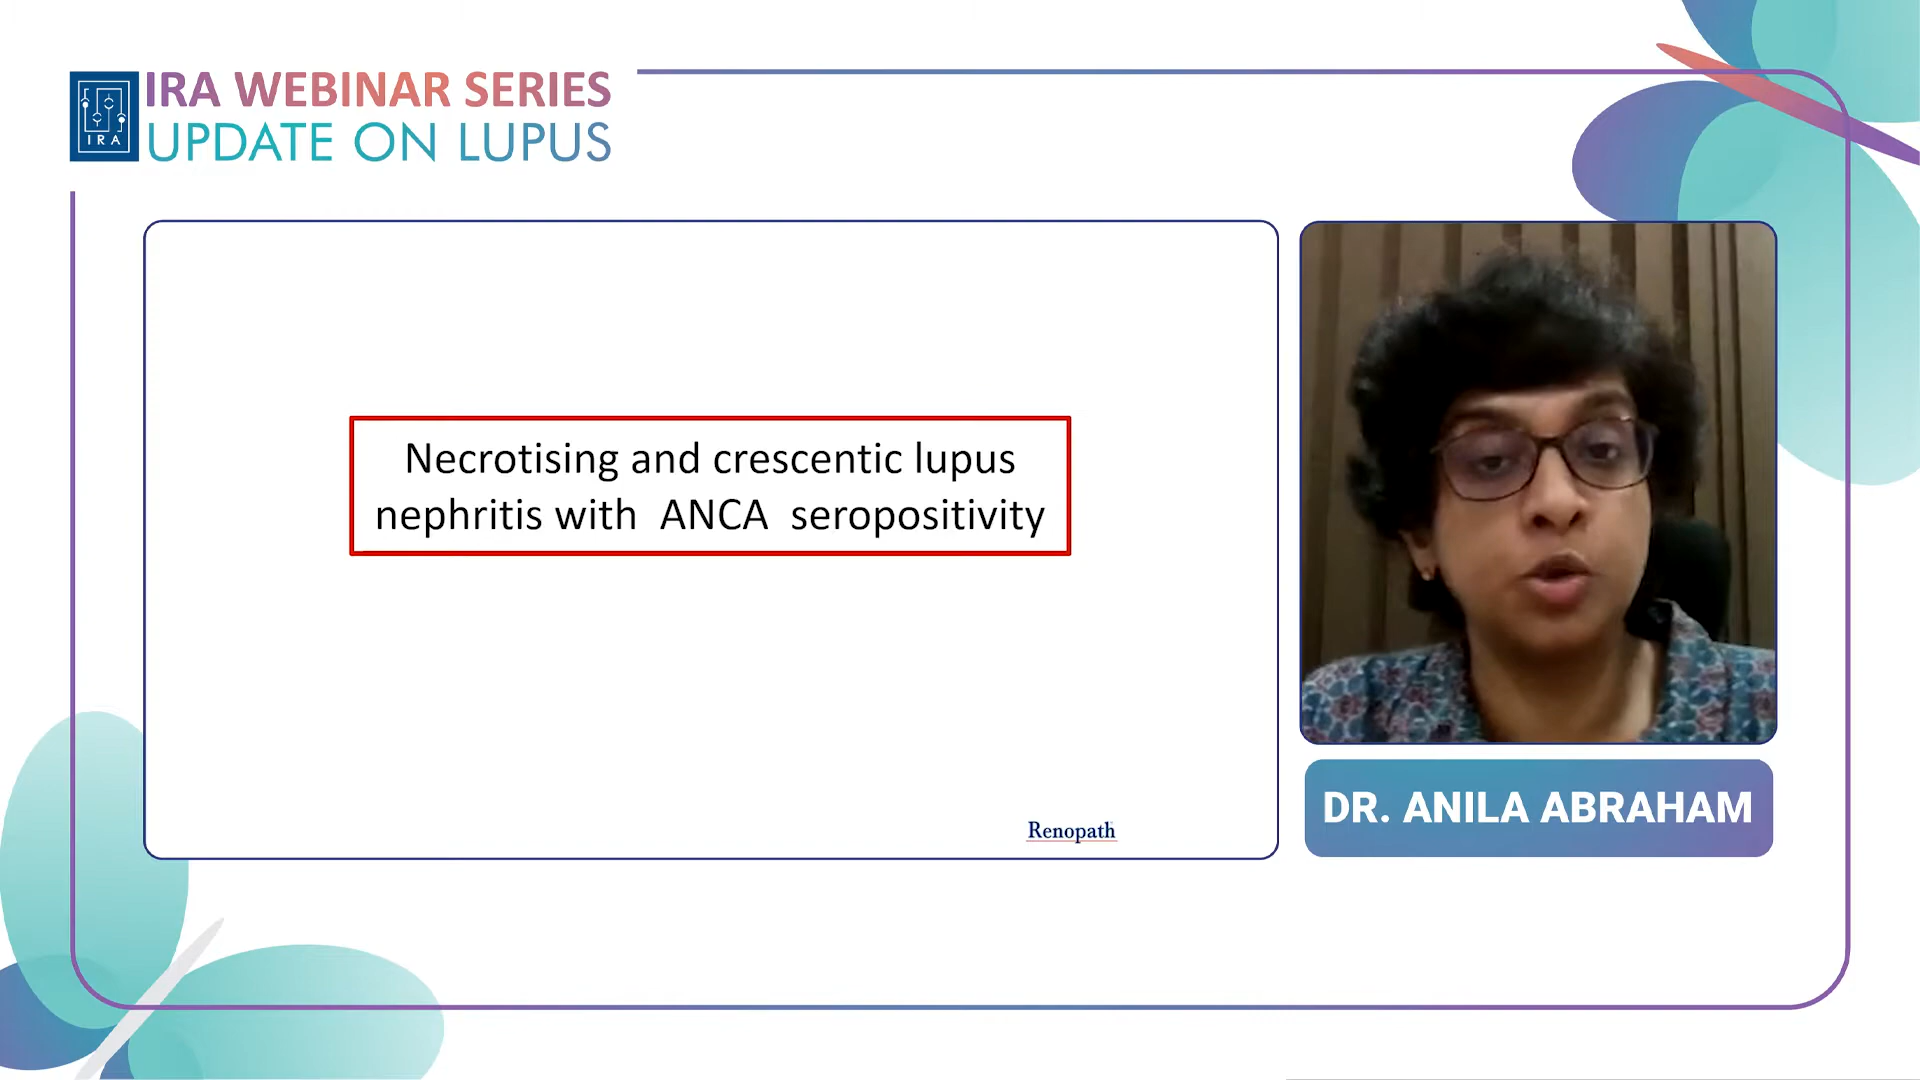 IRA WEBINAR SERIES
UPDATE ON LUPUS
IRA
Necrotising and crescentic lupus
nephritis with ANCA seropositivity
Renopath
DR. ANILA ABRAHAM